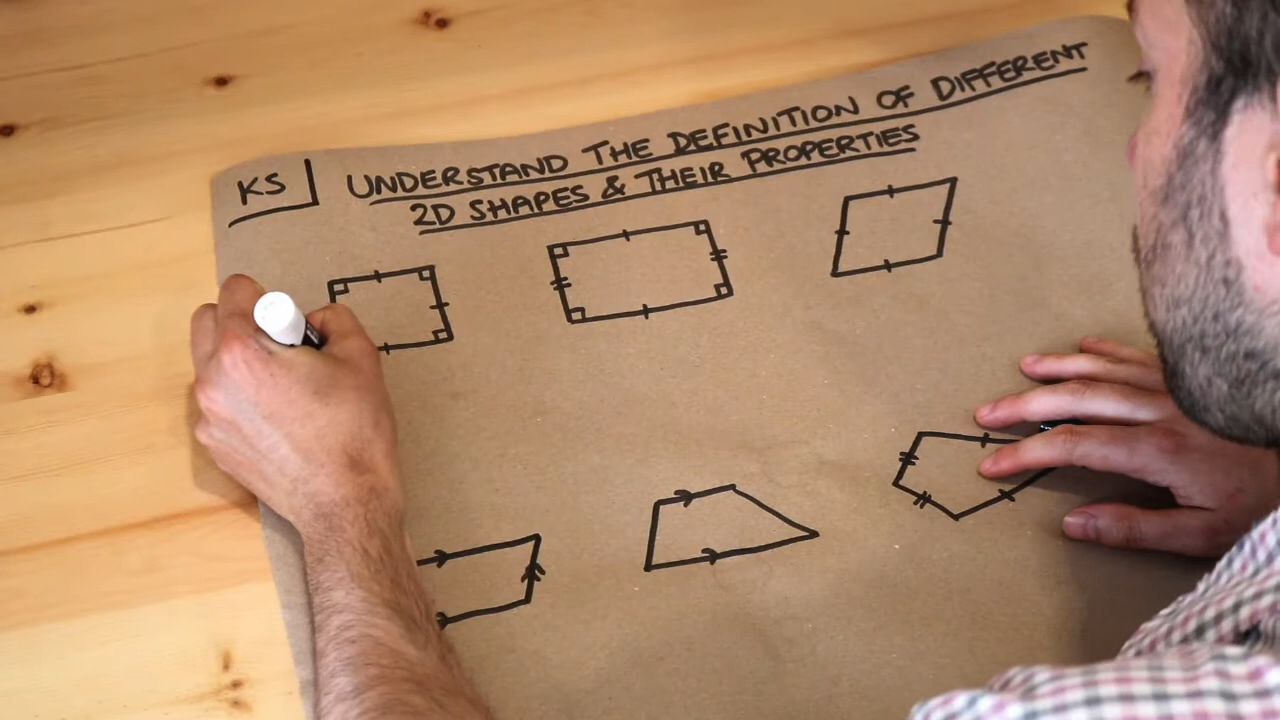 KS
UNDERSTAND THE DEFINITION OF DIFFERENT
2D SHAPES & THEIR PROPERTIES